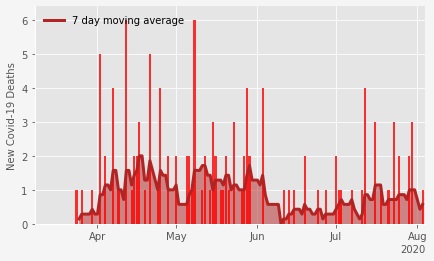 7 day moving average
New Covid-19 Deaths
6
5
4
3
2
1
0
Apr
May
Jun
Jul
Aug
2020